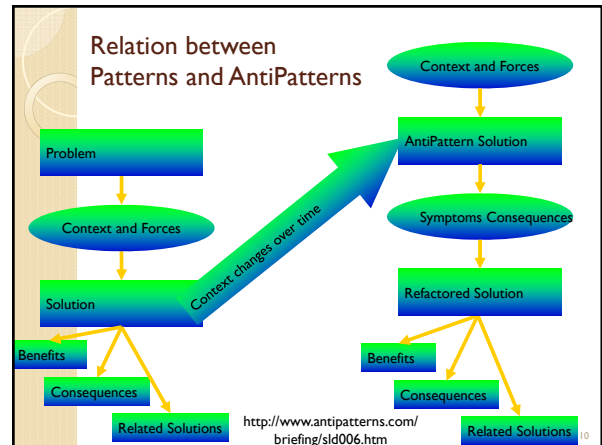 Relation between
Patterns and AntiPatterns
Problem
Context and Forces
Solution
Benefits
Consequences
Related Solutions
Context changes over time
Context and Forces
AntiPattern Solution
Symptoms Consequences
Refactored Solution
Benefits
Consequences
Related Solutions
http://www.antipatterns.com/
briefing/sld006.htm
10